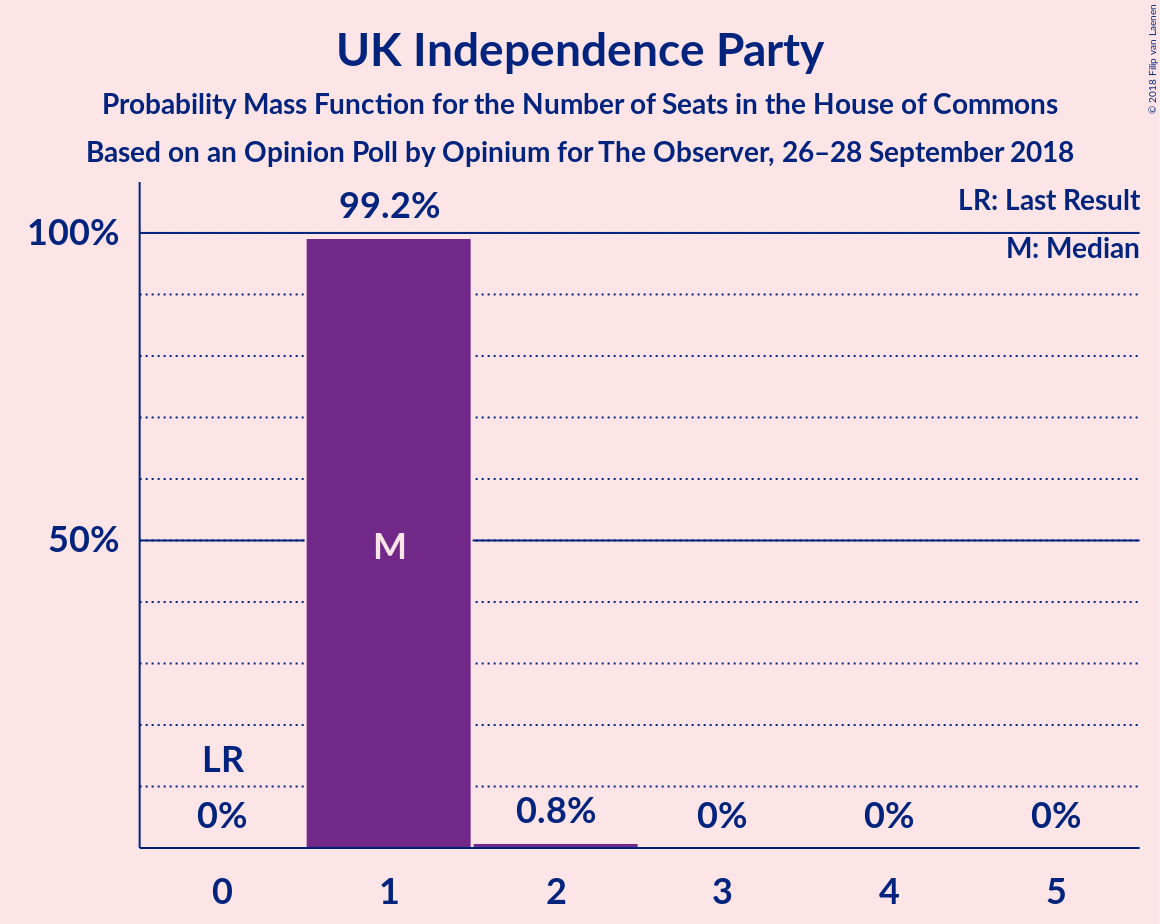 UK Independence Party
Probability Mass Function for the Number of Seats in the House of Commons
Based on an Opinion Poll by Opinium for The Observer, 26–28 September 2018
© 2018 Filip van Laenen
LR: Last Result
M: Median
100%
50%
99.2%
M
LR
0%
0.8%
0%
0%
0%
0
1
2
3
4
5